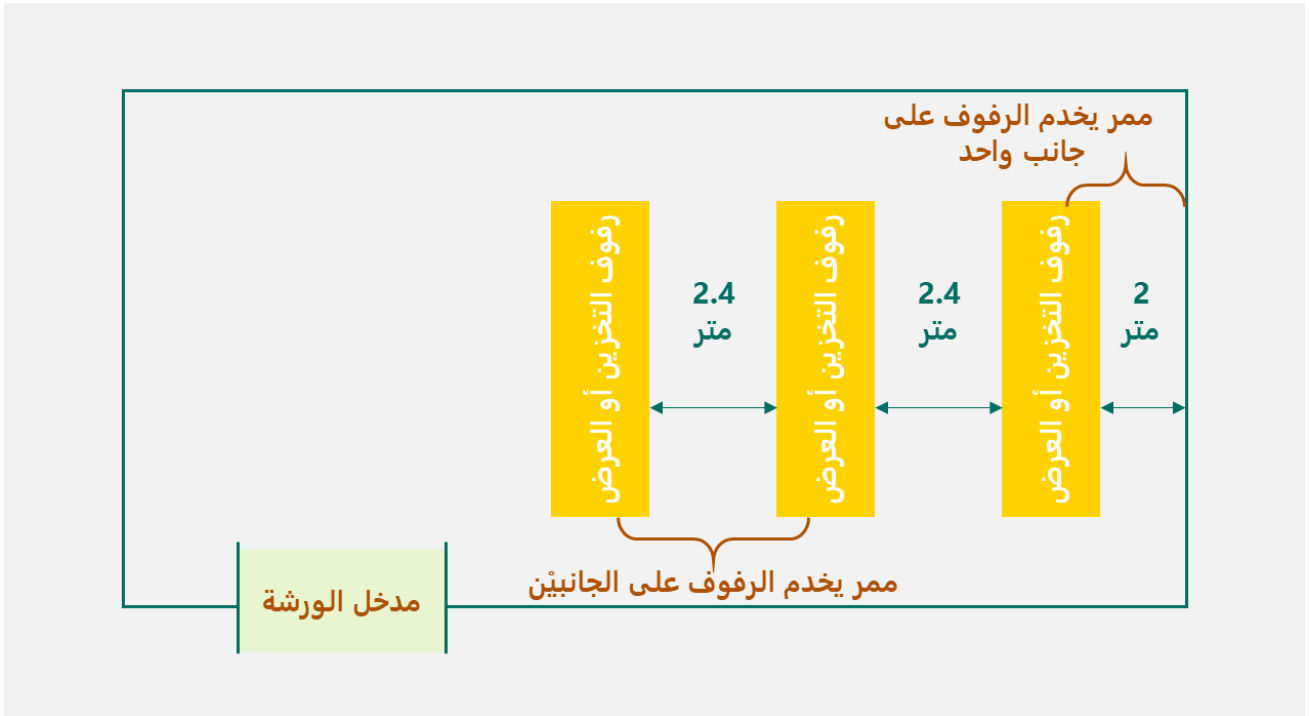 ممر يخدم الرفوف على
جانب واحد
رفوف التخزين أو العرض
2
متر
رفوف التخزين أو العرض
2.4
متر
رفوف التخزين أو العرض
2.4
متر
ممر يخدم الرفوف على الجانبيْن
مدخل الورشة